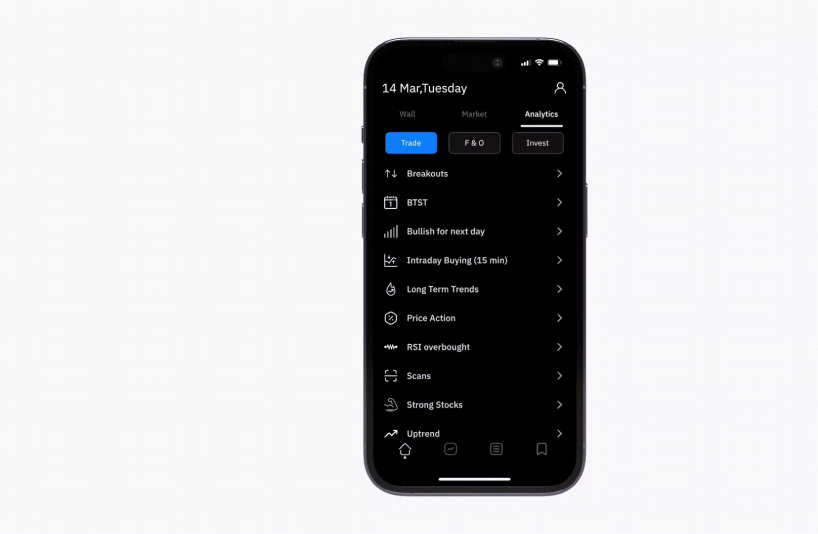 14 Mar,Tuesday
Wall Market Analytics
Trade F & O Invest
Breakouts
1 BTST
Bullish for next day
Intraday Buying (15 min)
Long Term Trends
Price Action
RSI overbought
Scans
Strong Stocks
Uptrend